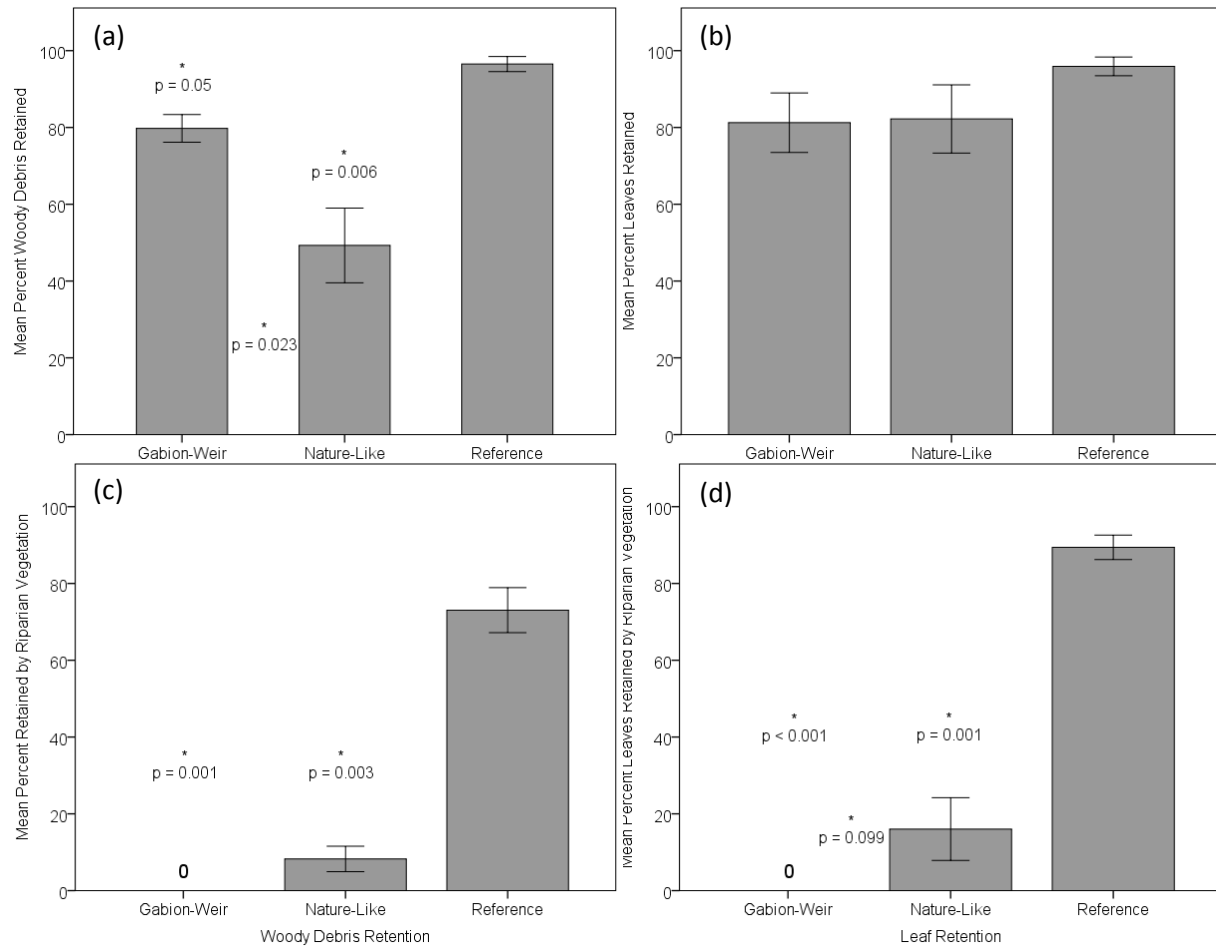 (a)
Mean Percent Woody Debris Retained
100
80
60
40
20
0
*
p = 0.05
*
p = 0.006
*
p = 0.023
Gabion-Weir Nature-Like Reference
(b)
Mean Percent Leaves Retained
100
80
60
40
20
0
Gabion-Weir Nature-Like Reference
(c)
Mean Percent Retained by Riparian Vegetation
100
80
60
40
20
0
*
p = 0.001
*
p = 0.003
0
Gabion-Weir Nature-Like Reference
Woody Debris Retention
(d)
Mean Percent Leaves Retained by Riparian Vegetation
100
80
60
40
20
0
*
p < 0.001
*
p = 0.001
*
p = 0.099
0
Gabion-Weir Nature-Like Reference
Leaf Retention